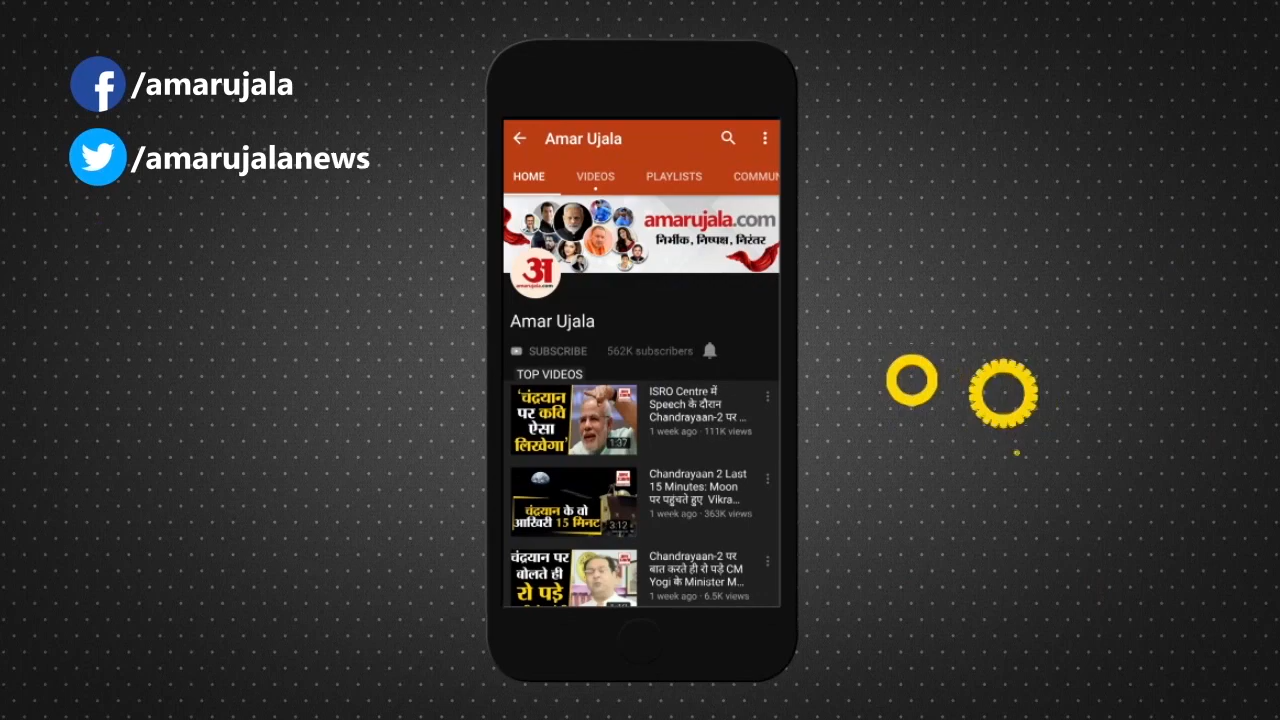 /amarujala
/amarujalanews
Amar Ujala
HOME VIDEOS PLAYLISTS COMMUN
amarujala.com
निर्भीक, निष्पक्ष, निरंतर
अ
amarujala.com
Amar Ujala
SUBSCRIBE 562K subscribers
TOP VIDEOS
'चंद्रयान
पर कवि
ऐसा
लिखेगा'
1:37
ISRO Centre में
Speech के दौरान
Chandrayaan-2 पर ...
1 week ago · 111K views
चंद्रयान के वो
आखिरी 15 मिनट
3:12
Chandrayaan 2 Last
15 Minutes: Moon
पर पहुंचते हुए Vikra...
1 week ago · 363K views
चंद्रयान पर
बोलते ही
रो पड़े
Chandrayaan-2 पर
बात करते ही रो पड़े CM
Yogi के Minister M...
1 week ago · 6.5K views